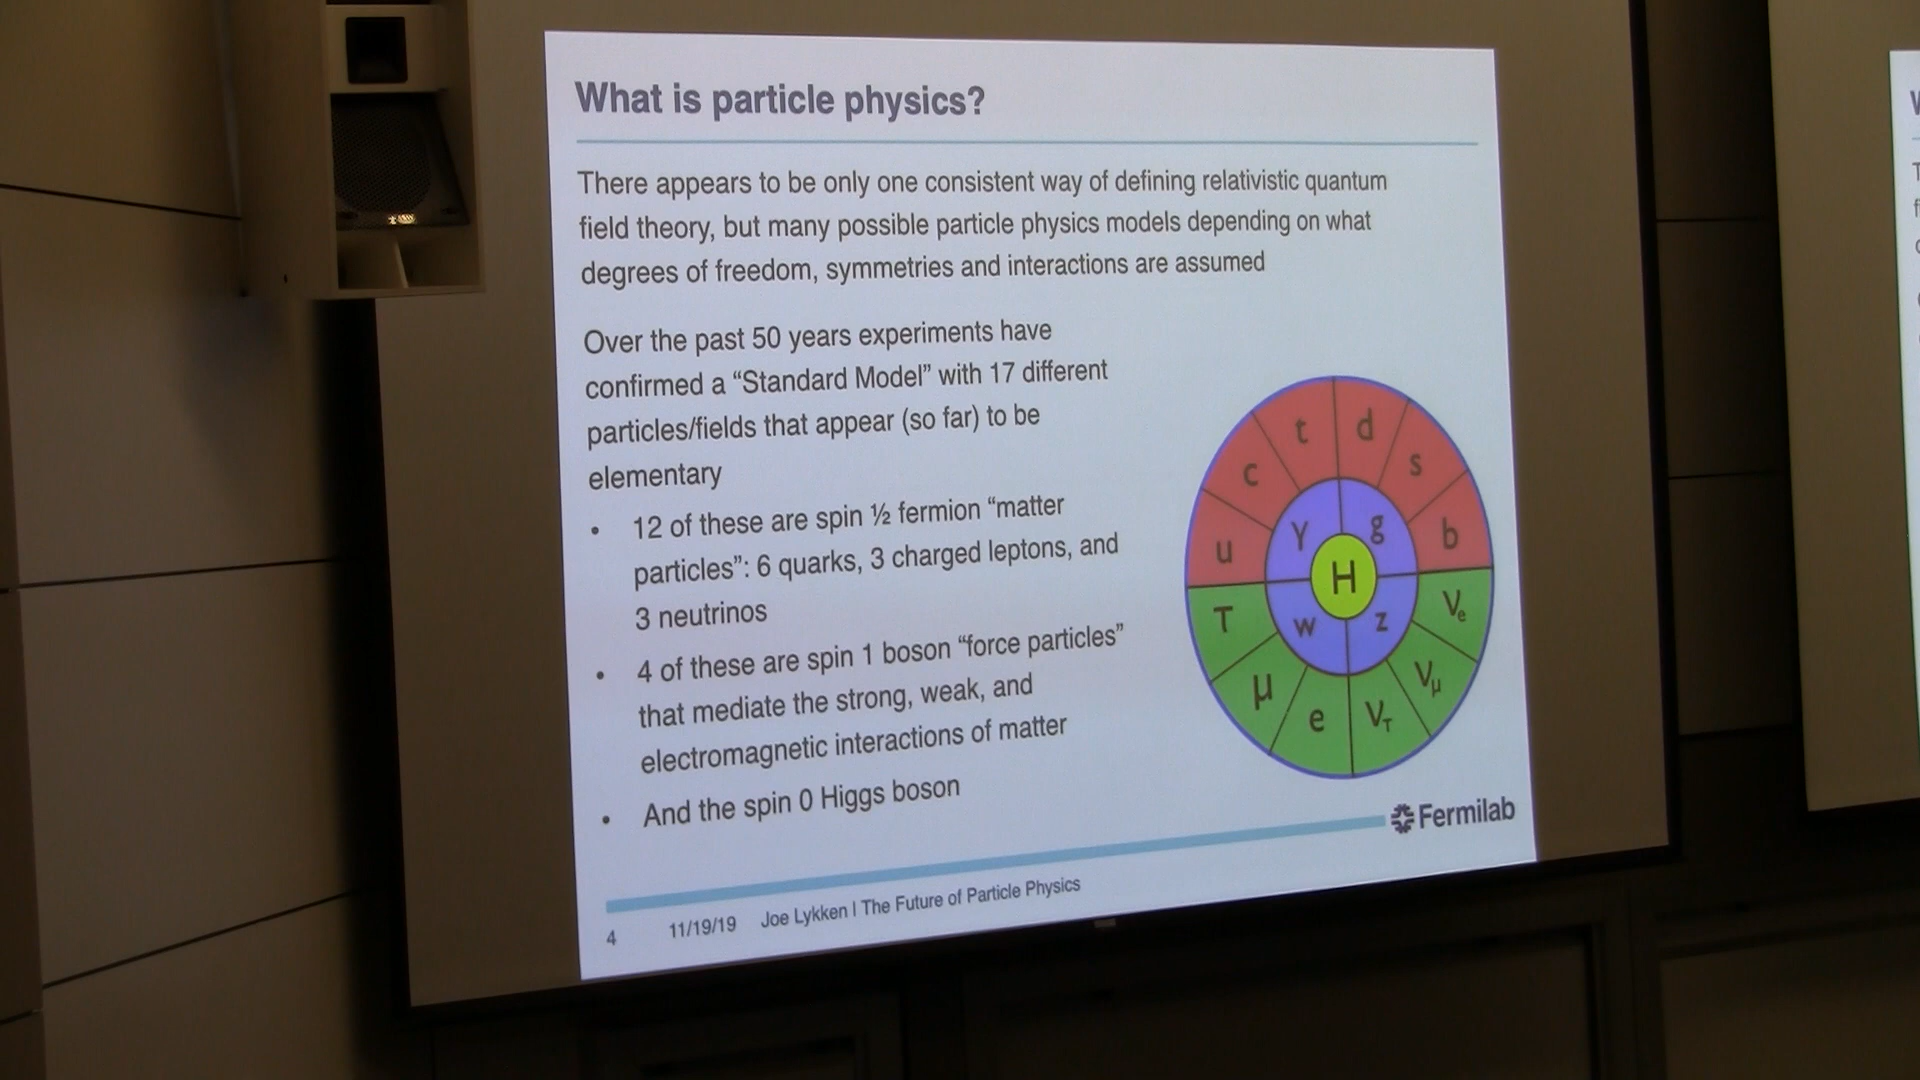 What is particle physics?
There appears to be only one consistent way of defining relativistic quantum
field theory, but many possible particle physics models depending on what
degrees of freedom, symmetries and interactions are assumed
Over the past 50 years experiments have
confirmed a “Standard Model” with 17 different
particles/fields that appear (so far) to be
elementary
• 12 of these are spin ½ fermion “matter
particles”: 6 quarks, 3 charged leptons, and
3 neutrinos
• 4 of these are spin 1 boson “force particles”
that mediate the strong, weak, and
electromagnetic interactions of matter
• And the spin 0 Higgs boson
t d
c s
u γ g b
H
τ w z νe
μ νμ
e ντ
Fermilab
4 11/19/19 Joe Lykken | The Future of Particle Physics